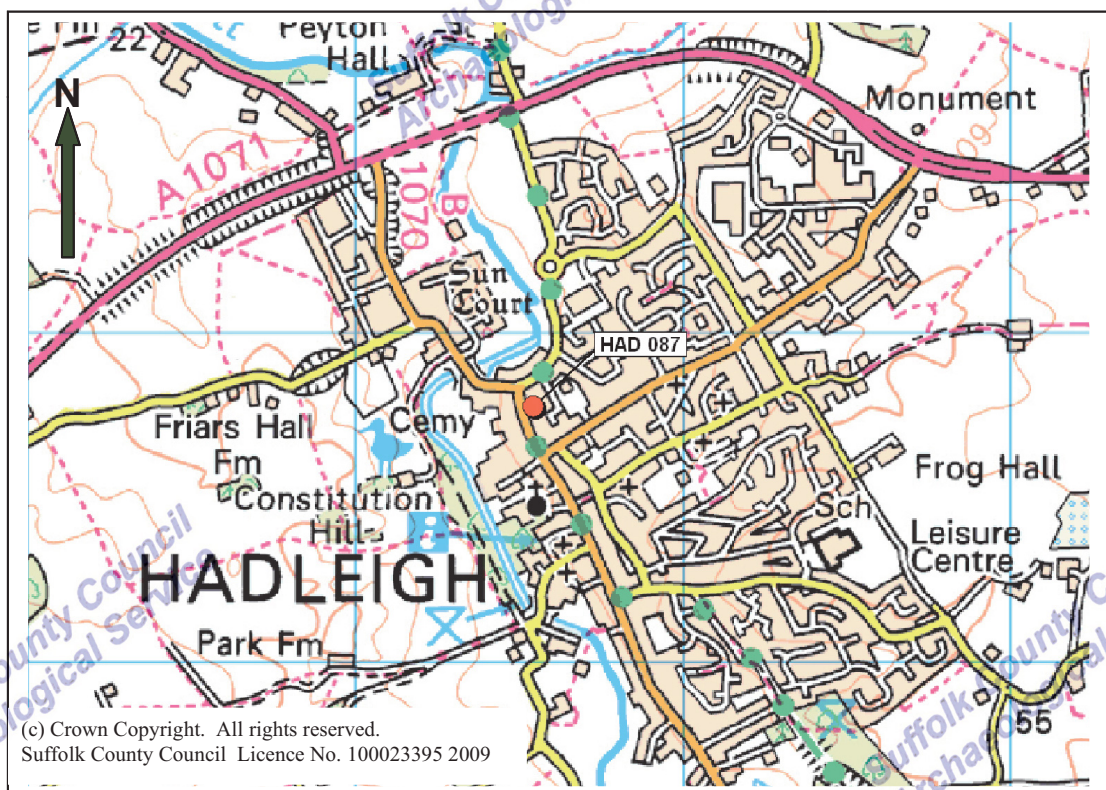 22
Peyton
Hall
N
Monument
A 1071
1070
B
Sun
Court
HAD 087
Friars Hall
Fm
Cemy
Constitution
Hill
Frog Hall
Sch
Leisure
Centre
HADLEIGH
Park Fm
55
(c) Crown Copyright. All rights reserved.
Suffolk County Council Licence No. 100023395 2009